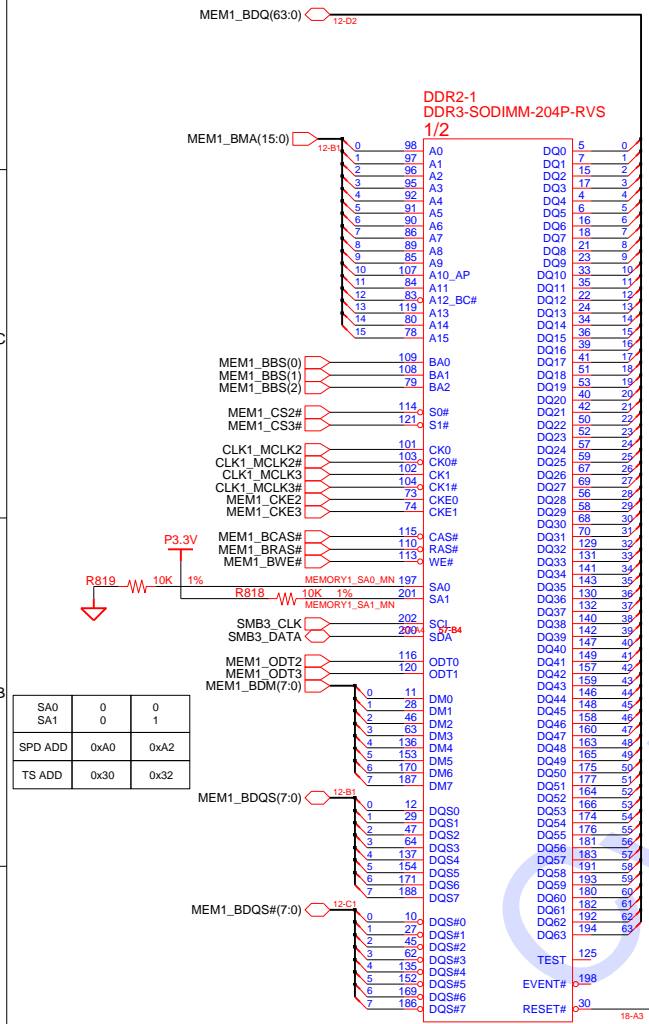 MEM1_BDQ(63:0)
12-D2
DDR2-1
DDR3-SODIMM-204P-RVS
1/2
MEM1_BMA(15:0)
12-B1
0 98 A0 DQ0 5 0
1 97 A1 DQ1 7 1
2 96 A2 DQ2 15 2
3 95 A3 DQ3 17 3
4 92 A4 DQ4 4 4
5 91 A5 DQ5 6 5
6 90 A6 DQ6 16 6
7 86 A7 DQ7 18 7
8 89 A8 DQ8 21 8
9 85 A9 DQ9 23 9
10 107 A10_AP DQ10 33 10
11 84 A11 DQ11 35 11
12 83 A12_BC# DQ12 22 12
13 119 A13 DQ13 24 13
14 80 A14 DQ14 34 14
15 78 A15 DQ15 36 15
DQ16 39 16
MEM1_BBS(0) 109 BA0 DQ17 41 17
MEM1_BBS(1) 108 BA1 DQ18 51 18
MEM1_BBS(2) 79 BA2 DQ19 53 19
DQ20 40 20
MEM1_CS2# 114 S0# DQ21 42 21
MEM1_CS3# 121 S1# DQ22 50 22
DQ23 52 23
CLK1_MCLK2 101 CK0 DQ24 57 24
CLK1_MCLK2# 103 CK0# DQ25 59 25
CLK1_MCLK3 102 CK1 DQ26 67 26
CLK1_MCLK3# 104 CK1# DQ27 69 27
MEM1_CKE2 73 CKE0 DQ28 56 28
MEM1_CKE3 74 CKE1 DQ29 58 29
DQ30 68 30
MEM1_BCAS# 115 CAS# DQ31 70 31
MEM1_BRAS# 110 RAS# DQ32 129 32
MEM1_BWE# 113 WE# DQ33 131 33
P3.3V
DQ34 141 34
R819 10K 1% MEMORY1_SA0_MN 197 SA0 DQ35 143 35
R818 10K 1% MEMORY1_SA1_MN 201 SA1 DQ36 130 36
DQ37 132 37
SMB3_CLK 202 SCL DQ38 140 38
SMB3_DATA 200 57-B4 SDA DQ39 142 39
DQ40 147 40
MEM1_ODT2 116 ODT0 DQ41 149 41
MEM1_ODT3 120 ODT1 DQ42 157 42
MEM1_BDM(7:0)
DQ43 159 43
0 11 DM0 DQ44 146 44
1 28 DM1 DQ45 148 45
2 46 DM2 DQ46 158 46
3 63 DM3 DQ47 160 47
4 136 DM4 DQ48 163 48
5 153 DM5 DQ49 165 49
6 170 DM6 DQ50 175 50
7 187 DM7 DQ51 177 51
SA0 0 0
SA1 0 1
SPD ADD 0xA0 0xA2
TS ADD 0x30 0x32
MEM1_BDQS(7:0)
12-B1
DQ52 164 52
0 12 DQS0 DQ53 166 53
1 29 DQS1 DQ54 174 54
2 47 DQS2 DQ55 176 55
3 64 DQS3 DQ56 181 56
4 137 DQS4 DQ57 183 57
5 154 DQS5 DQ58 191 58
6 171 DQS6 DQ59 193 59
7 188 DQS7 DQ60 180 60
MEM1_BDQS#(7:0)
12-C1
DQ61 182 61
0 10 DQS#0 DQ62 192 62
1 27 DQS#1 DQ63 194 63
2 45 DQS#2
3 62 DQS#3 TEST 125
4 135 DQS#4
5 152 DQS#5 EVENT# 198
6 169 DQS#6
7 186 DQS#7 RESET# 30
18-A3
C
B